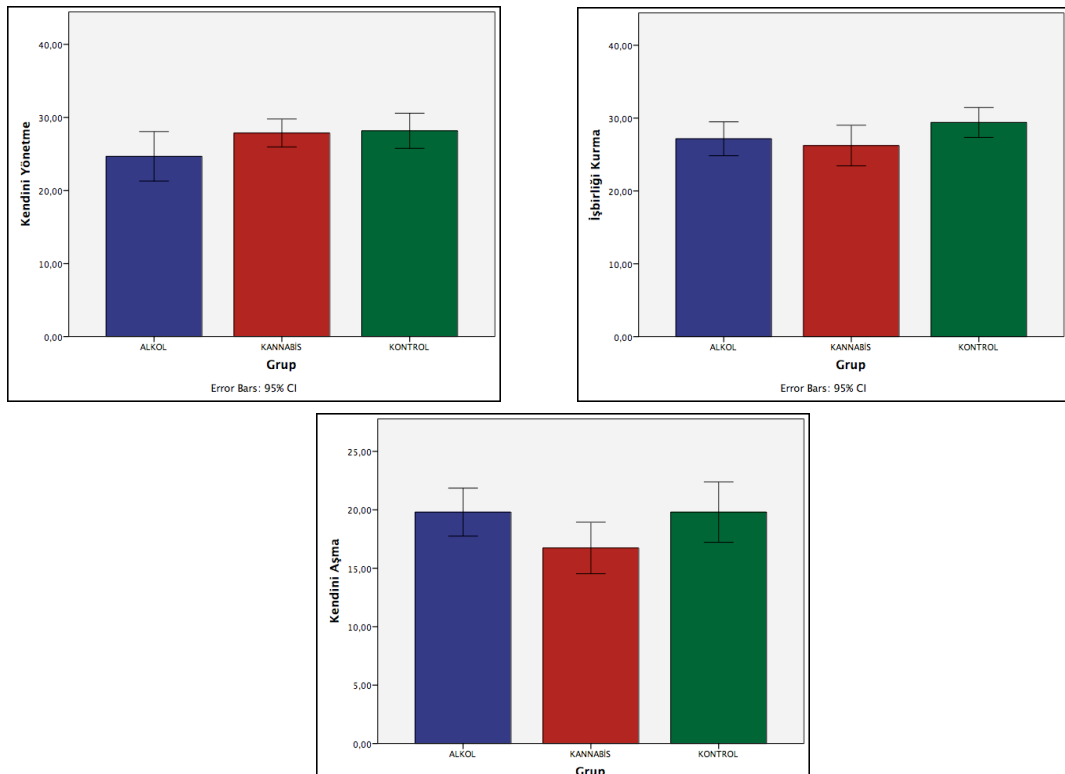 40,00
30,00
20,00
10,00
0,00
Kendini Yönetme
ALKOL KANNABİS KONTROL
Grup
Error Bars: 95% CI
40,00
30,00
20,00
10,00
0,00
İşbirliği Kurma
ALKOL KANNABİS KONTROL
Grup
Error Bars: 95% CI
25,00
20,00
15,00
10,00
5,00
0,00
Kendini Aşma
ALKOL KANNABİS KONTROL
Grup